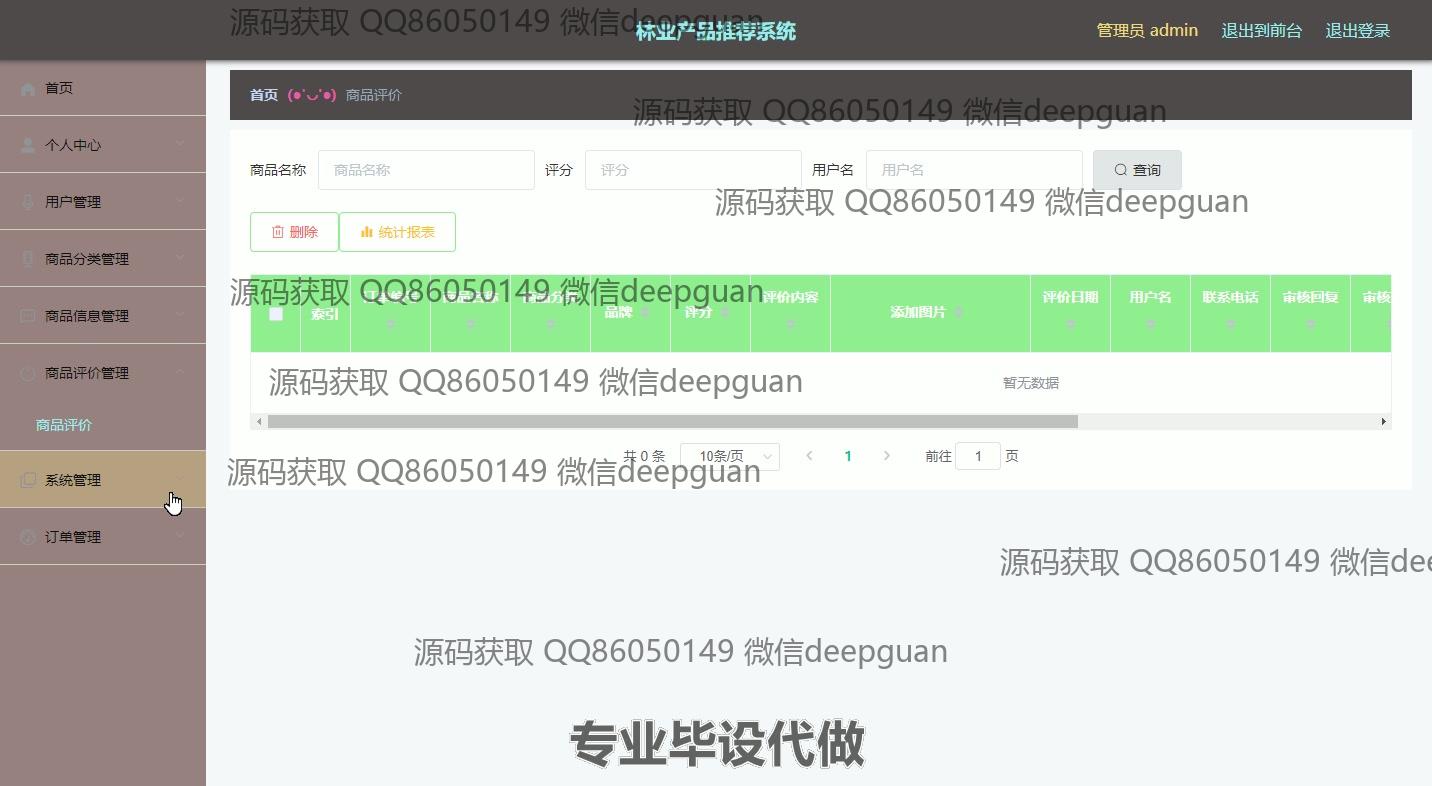 源码获取 QQ86050149 微信deepguan
林业产品推荐系统
管理员 admin 退出到前台 退出登录
首页
个人中心
用户管理
商品分类管理
商品信息管理
商品评价管理
商品评价
系统管理
订单管理
首页 (●'◡'●) 商品评价
源码获取 QQ86050149 微信deepguan
商品名称 商品名称 评分 评分 用户名 用户名 查询
源码获取 QQ86050149 微信deepguan
删除 统计报表
源码获取 QQ86050149 微信deepguan
索引 品牌 评分 评价内容 添加图片 评价日期 用户名 联系电话 审核回复 审核
源码获取 QQ86050149 微信deepguan
暂无数据
共 0 条 10条/页 1 前往 1 页
源码获取 QQ86050149 微信deepguan
源码获取 QQ86050149 微信dee
源码获取 QQ86050149 微信deepguan
专业毕设代做